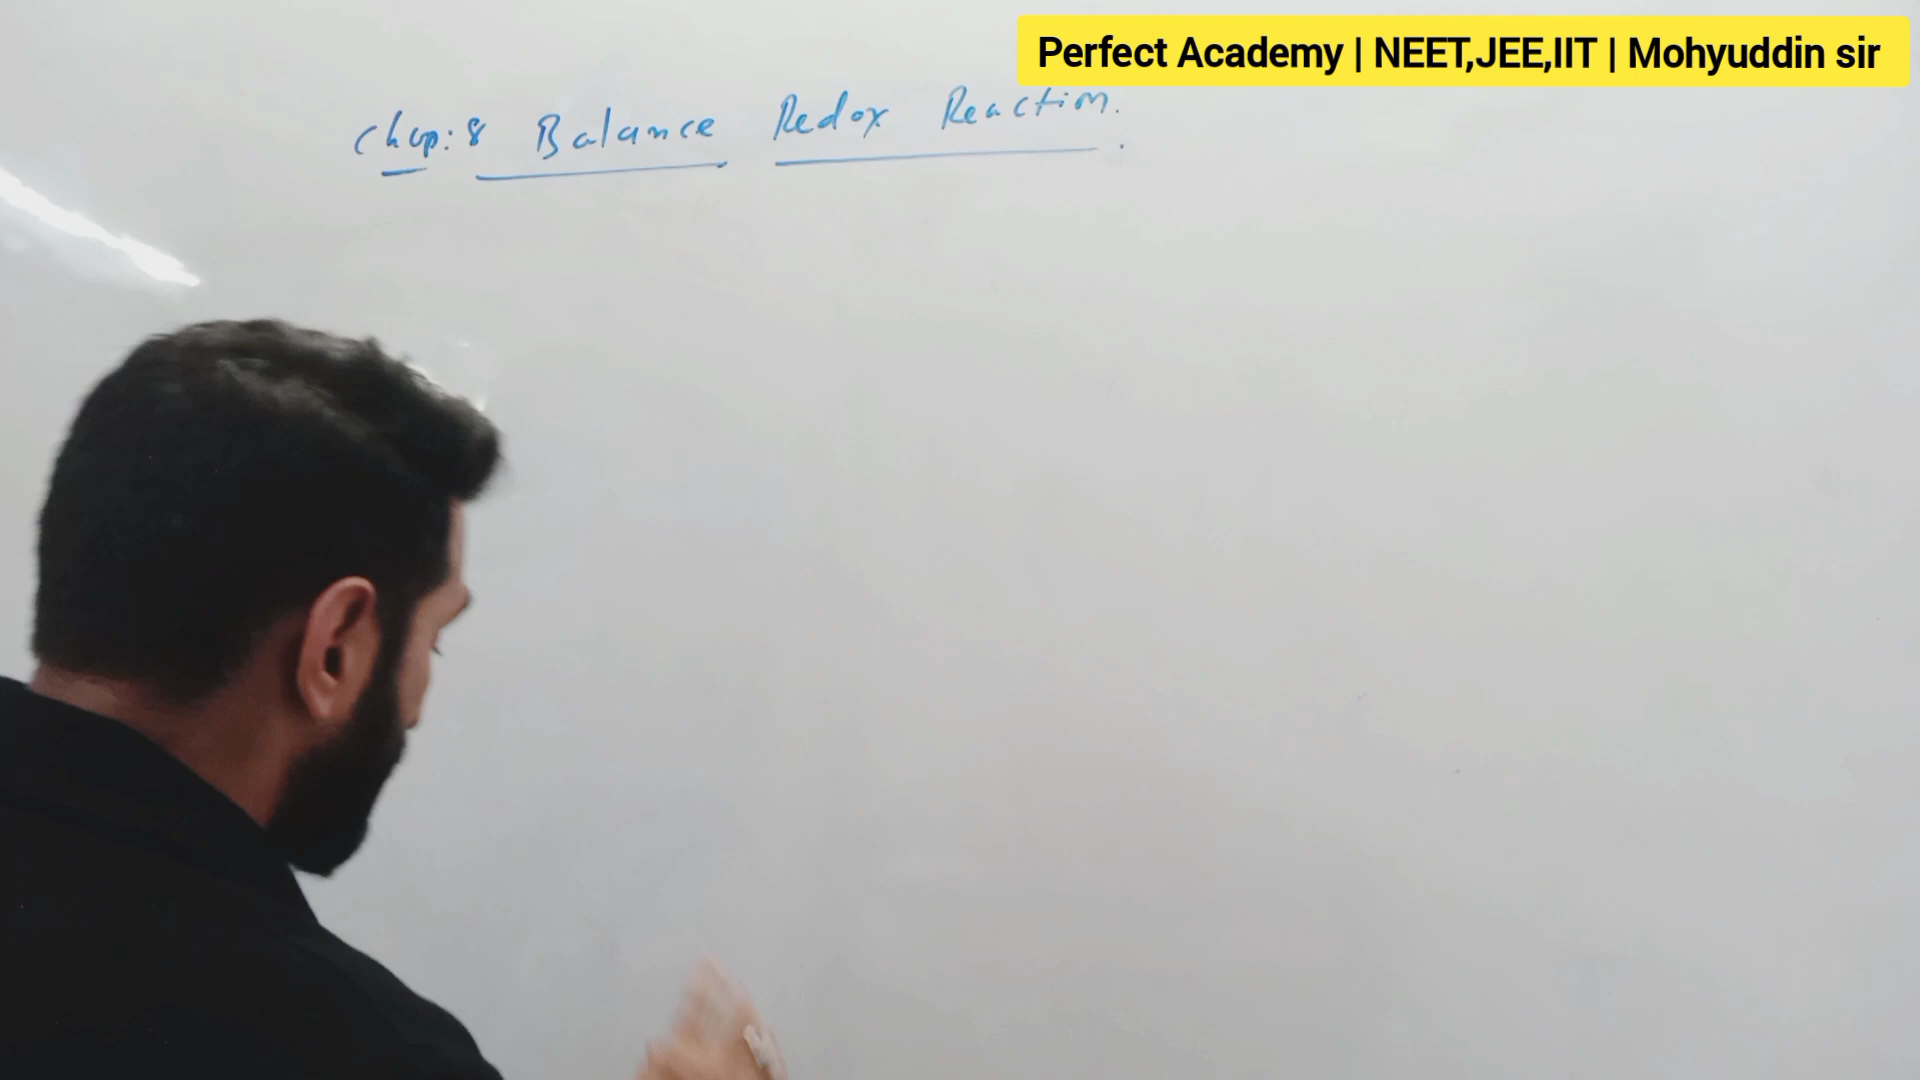 Perfect Academy | NEET,JEE,IIT | Mohyuddin sir
Chap: 8 Balance Redox Reaction.